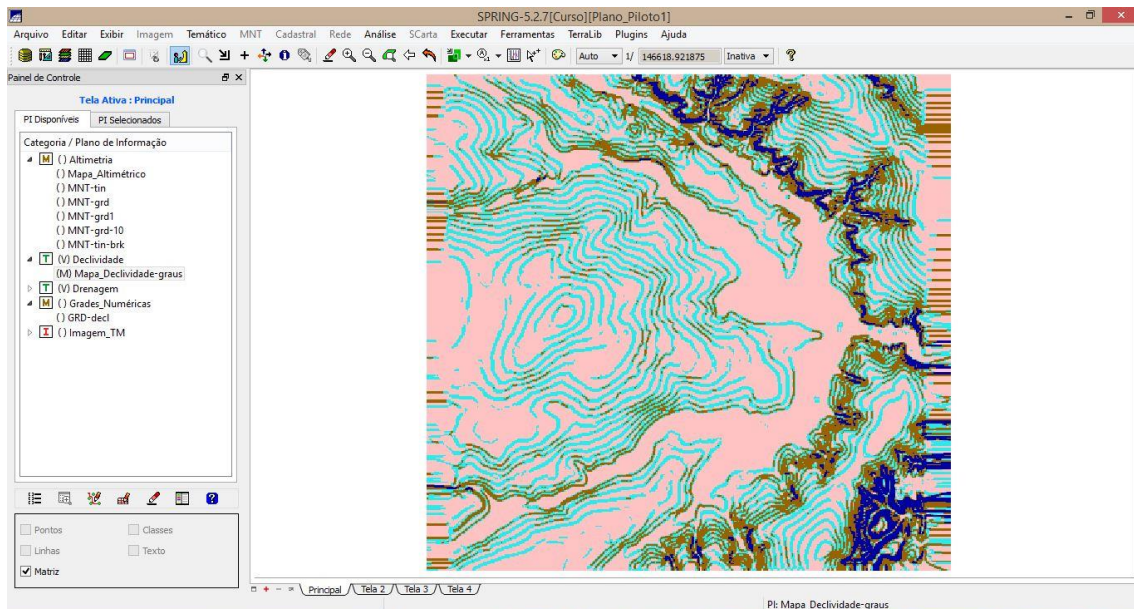 SPRING-5.2.7[Curso][Plano_Piloto1]
Arquivo Editar Exibir Imagem Temático MNT Cadastral Rede Análise SCarta Executar Ferramentas TerraLib Plugins Ajuda
Auto 1/ 146618.921875 Inativa
Painel de Controle
Tela Ativa : Principal
PI Disponíveis PI Selecionados
Categoria / Plano de Informação
M () Altimetria
() Mapa_Altimétrico
() MNT-tin
() MNT-grd
() MNT-grd1
() MNT-grd-10
() MNT-tin-brk
T (V) Declividade
(M) Mapa_Declividade-graus
T (V) Drenagem
M () Grades_Numéricas
() GRD-decl
I () Imagem_TM
Pontos Classes
Linhas Texto
Matriz
Principal Tela 2 Tela 3 Tela 4
PI: Mapa_Declividade-graus